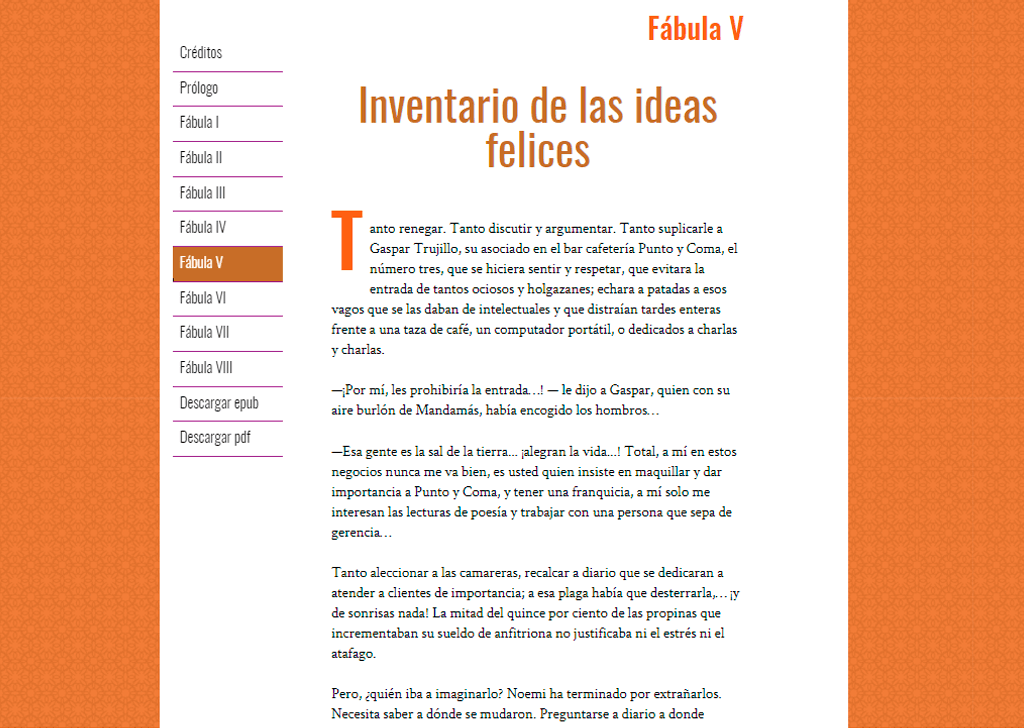 Fábula V
Créditos
Prólogo
Fábula I
Fábula II
Fábula III
Fábula IV
Fábula V
Fábula VI
Fábula VII
Fábula VIII
Descargar epub
Descargar pdf
Inventario de las ideas
felices
Tanto renegar. Tanto discutir y argumentar. Tanto suplicarle a
Gaspar Trujillo, su asociado en el bar cafetería Punto y Coma, el
número tres, que se hiciera sentir y respetar, que evitara la
entrada de tantos ociosos y holgazanes; echara a patadas a esos
vagos que se las daban de intelectuales y que distraían tardes enteras
frente a una taza de café, un computador portátil, o dedicados a charlas
y charlas.
—¡Por mí, les prohibiría la entrada…! — le dijo a Gaspar, quien con su
aire burlón de Mandamás, había encogido los hombros…
—Esa gente es la sal de la tierra... ¡alegran la vida...! Total, a mí en estos
negocios nunca me va bien, es usted quien insiste en maquillar y dar
importancia a Punto y Coma, y tener una franquicia, a mí solo me
interesan las lecturas de poesía y trabajar con una persona que sepa de
gerencia…
Tanto aleccionar a las camareras, recalcar a diario que se dedicaran a
atender a clientes de importancia; a esa plaga había que desterrarla,… ¡y
de sonrisas nada! La mitad del quince por ciento de las propinas que
incrementaban su sueldo de anfitriona no justificaba ni el estrés ni el
atafago.
Pero, ¿quién iba a imaginarlo? Noemi ha terminado por extrañarlos.
Necesita saber a dónde se mudaron. Preguntarse a diario a donde